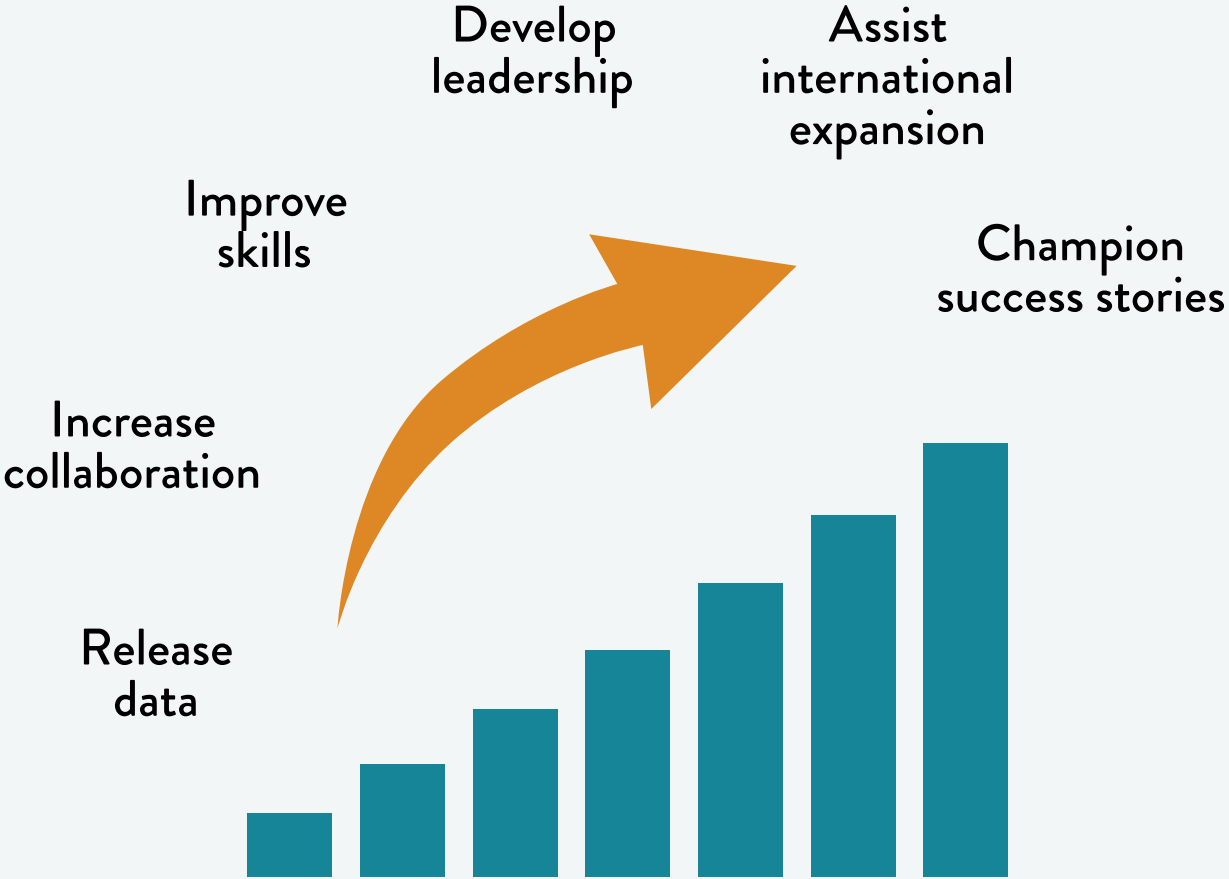 Develop
leadership
Assist
international
expansion
Improve
skills
Champion
success stories
Increase
collaboration
Release
data